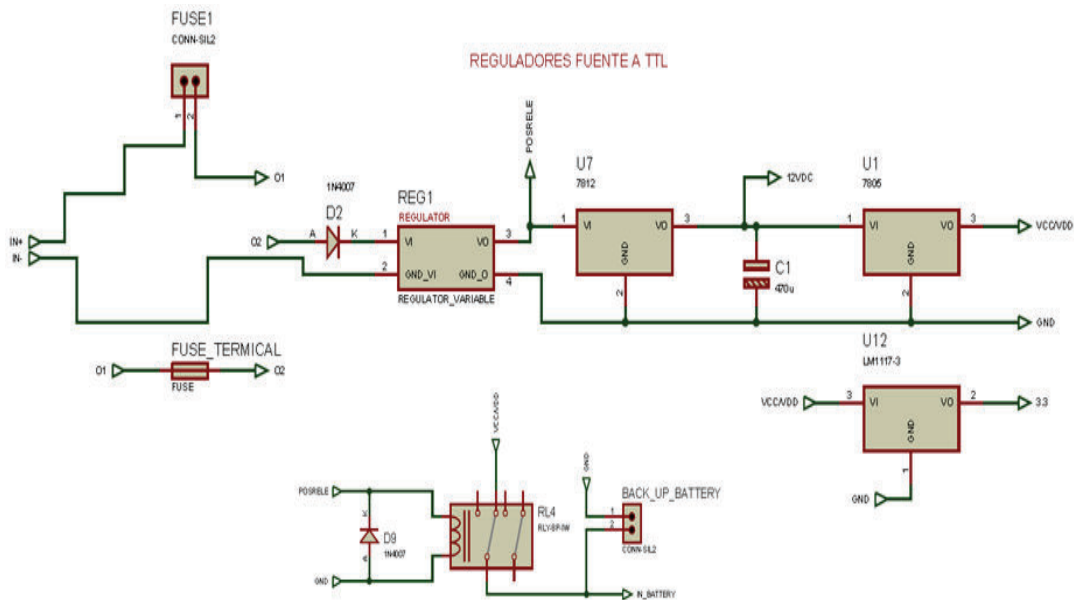 FUSE1
CONN-SIL2
1
2
O1
REGULADORES FUENTE A TTL
POSRELE
U7
7812
1
VI
VO
3
GND
2
12VDC
U1
7805
1
VI
VO
3
GND
2
VCC/VDD
1N4007
D2
A
K
O2
REG1
REGULATOR
1
VI
VO
3
2
GND_VI
GND_O
4
REGULATOR_VARIABLE
IN+
IN-
C1
470u
GND
FUSE_TERMICAL
O1
O2
FUSE
U12
LM1117-3
VCC/VDD
3
VI
VO
2
3.3
GND
1
GND
VCC/VDD
GND
BACK_UP_BATTERY
1
2
CONN-SIL2
POSRELE
K
D9
1N4007
A
GND
RL4
IN_BATTERY